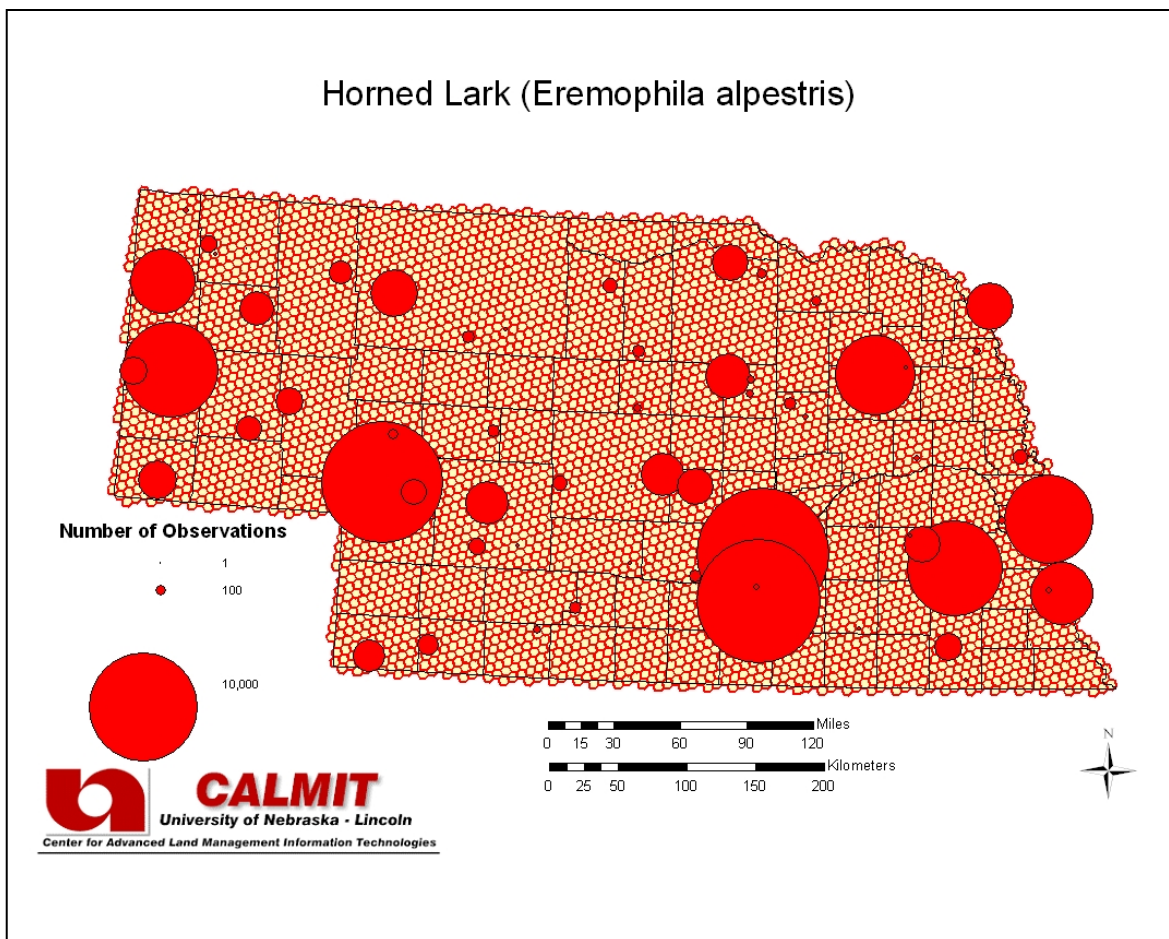 Horned Lark (Eremophila alpestris)
Number of Observations
1
100
10,000
Miles
0 15 30 60 90 120
Kilometers
0 25 50 100 150 200
N
CALMIT
University of Nebraska - Lincoln
Center for Advanced Land Management Information Technologies